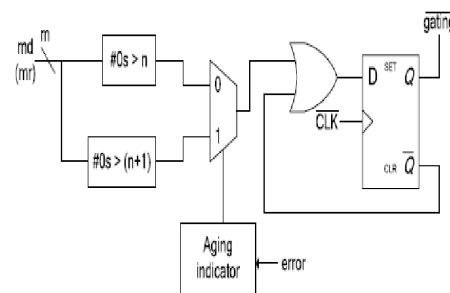 m
md
(mr)
#0s > n
#0s > (n+1)
0
1
Aging
indicator
error
CLK
D
SET
Q
CLR
Q
gating